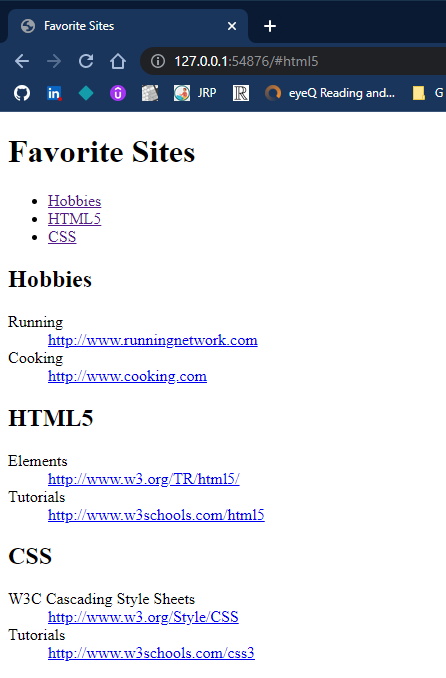 Favorite Sites
127.0.0.1:54876/#html5
JRP
eyeQ Reading and...
G
Favorite Sites
Hobbies
HTML5
CSS
Hobbies
Running
http://www.runningnetwork.com
Cooking
http://www.cooking.com
HTML5
Elements
http://www.w3.org/TR/html5/
Tutorials
http://www.w3schools.com/html5
CSS
W3C Cascading Style Sheets
http://www.w3.org/Style/CSS
Tutorials
http://www.w3schools.com/css3